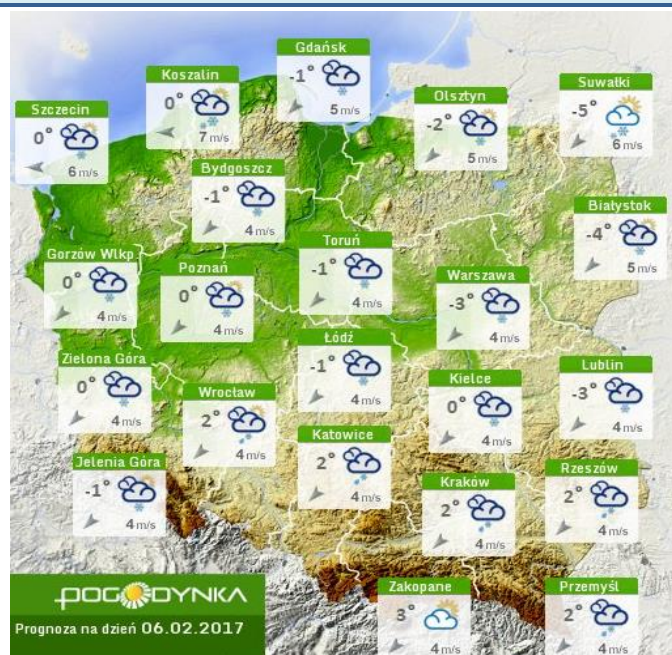 Gdańsk
-1°
5 m/s
Koszalin
0°
7 m/s
Szczecin
0°
6 m/s
Olsztyn
-2°
5 m/s
Suwałki
-5°
6 m/s
Bydgoszcz
-1°
4 m/s
Białystok
-4°
5 m/s
Toruń
-1°
4 m/s
Gorzów Wlkp.
0°
4 m/s
Poznań
0°
4 m/s
Warszawa
-3°
4 m/s
Łódź
-1°
4 m/s
Zielona Góra
0°
4 m/s
Wrocław
2°
4 m/s
Kielce
0°
4 m/s
Lublin
-3°
4 m/s
Katowice
2°
4 m/s
Jelenia Góra
-1°
4 m/s
Kraków
2°
4 m/s
Rzeszów
2°
4 m/s
Zakopane
3°
4 m/s
Przemyśl
2°
4 m/s
POGODYNKA
Prognoza na dzień 06.02.2017